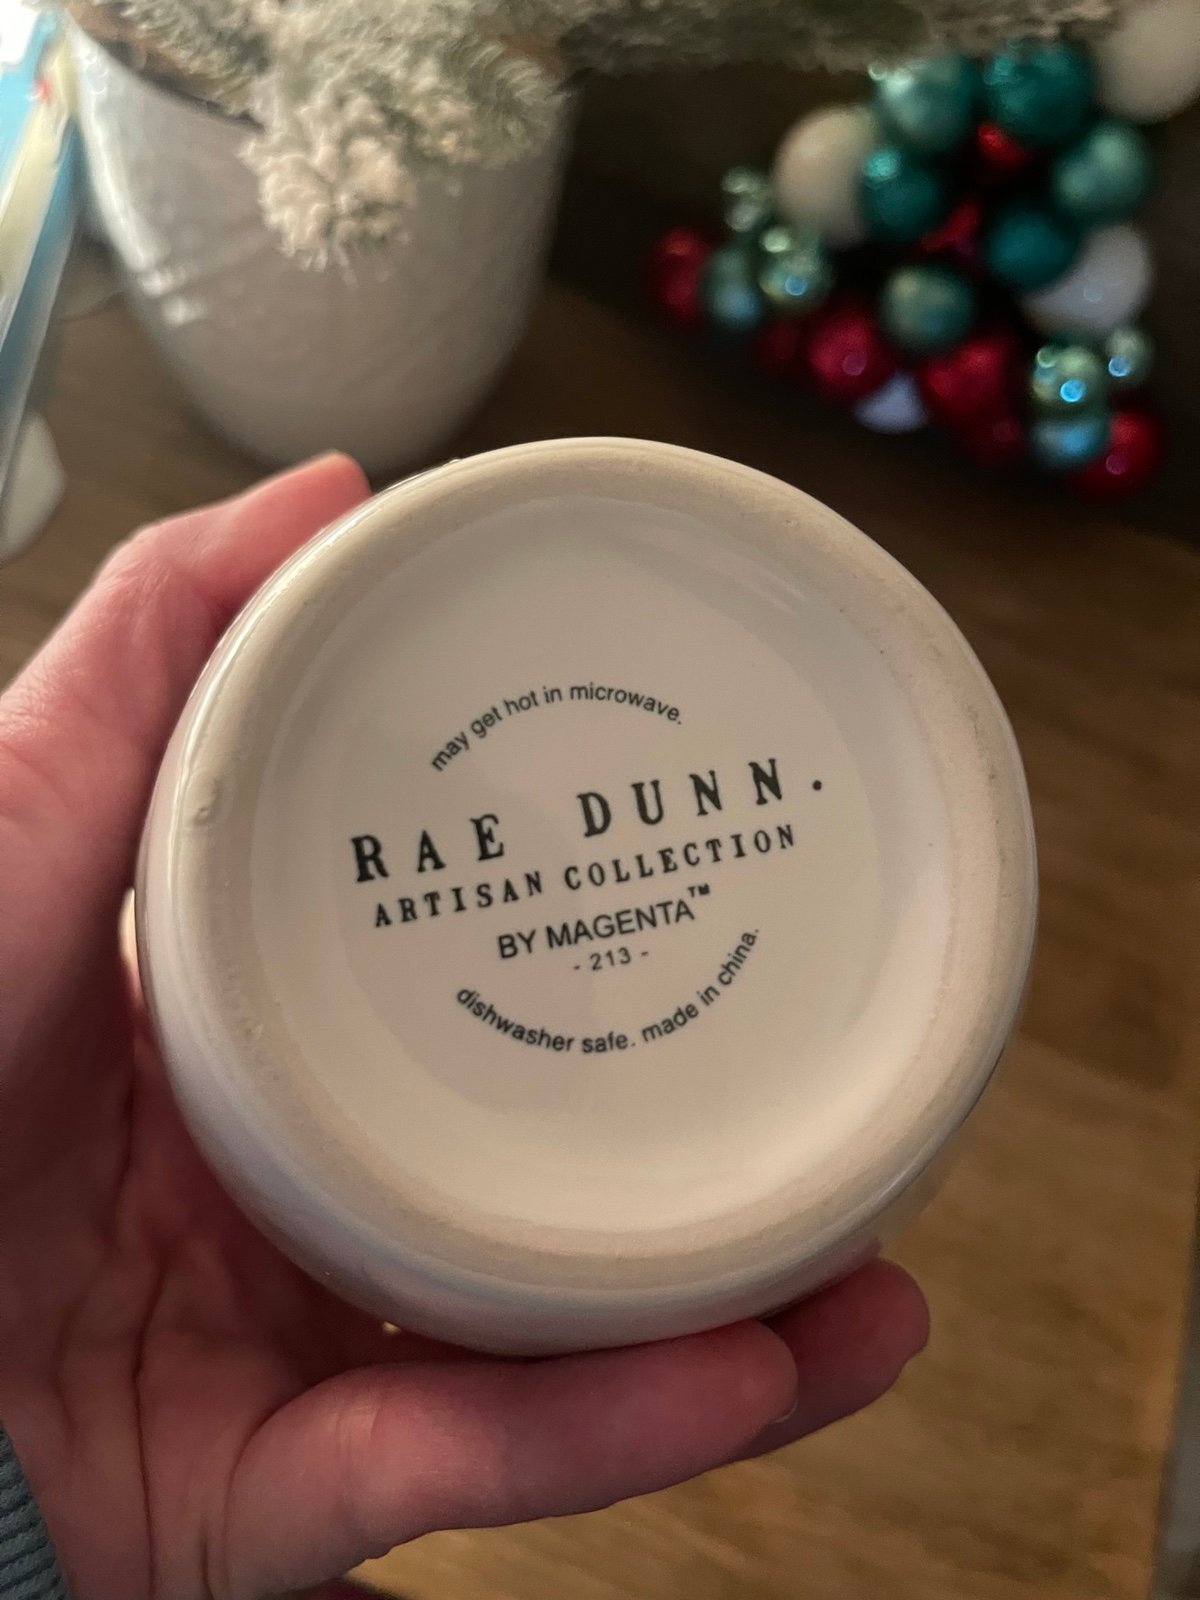 may get hot in microwave.
RAE DUNN.
ARTISAN COLLECTION
BY MAGENTA™
- 213 -
dishwasher safe. made in china.